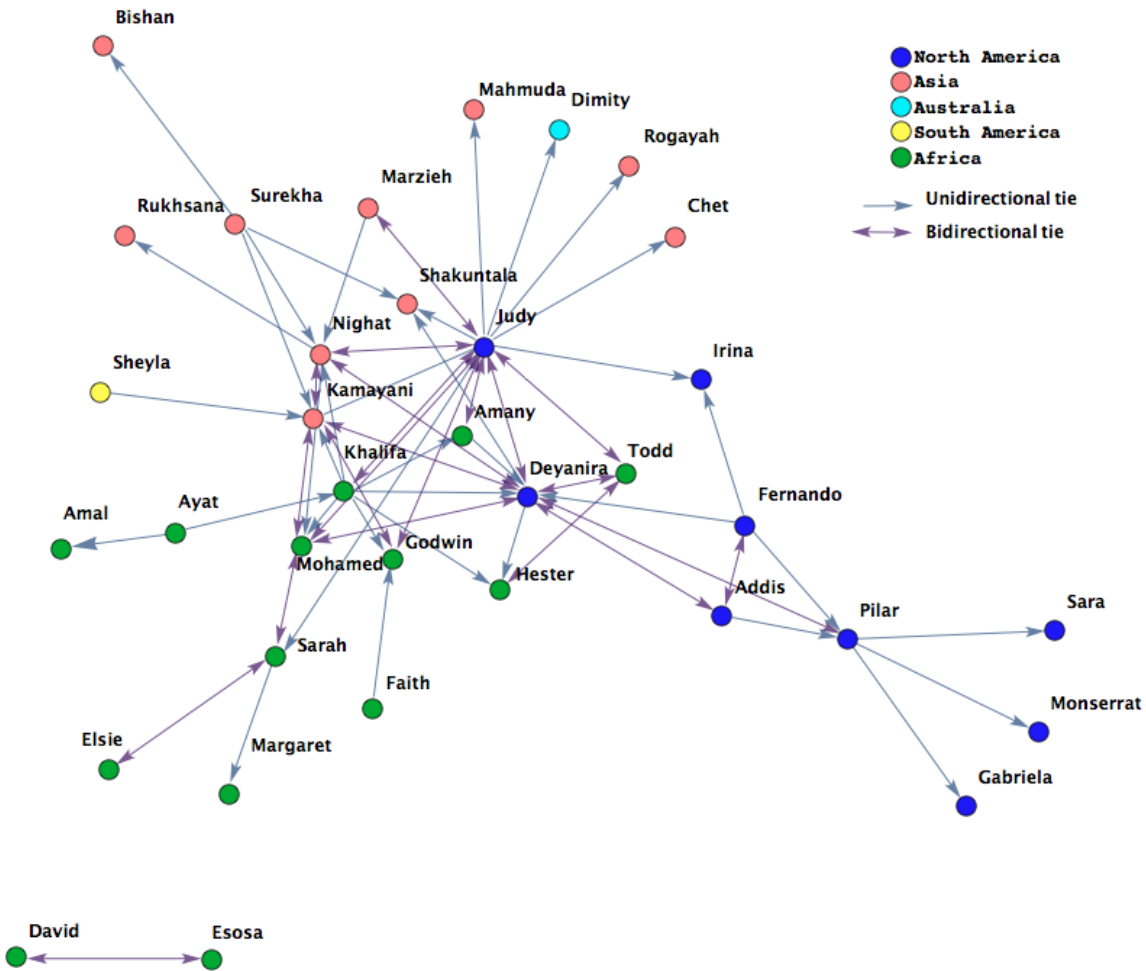 Bishan
North America
Asia
Australia
South America
Africa
Unidirectional tie
Bidirectional tie
Mahmuda
Dimity
Rogayah
Marzieh
Surekha
Rukhsana
Chet
Shakuntala
Judy
Nighat
Irina
Sheyla
Kamayani
Amany
Khalifa
Todd
Deyanira
Fernando
Ayat
Amal
Godwin
Mohamed
Hester
Addis
Pilar
Sara
Sarah
Faith
Monserrat
Elsie
Margaret
Gabriela
David
Esosa